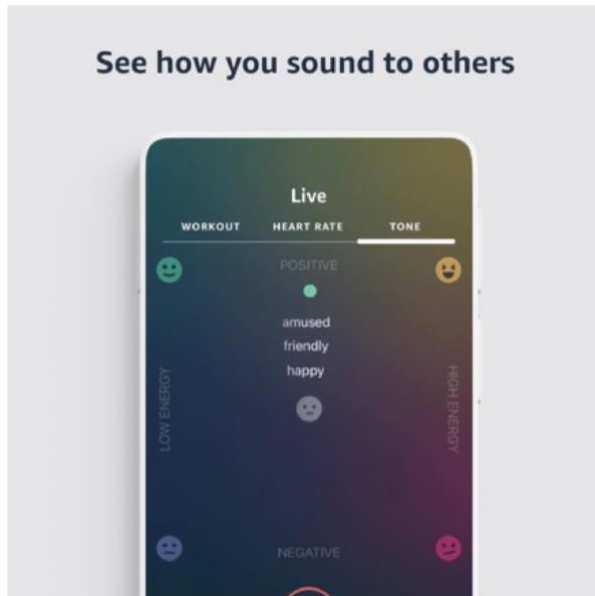 See how you sound to others
Live
WORKOUT HEART RATE TONE
POSITIVE
amused
friendly
happy
LOW ENERGY
HIGH ENERGY
NEGATIVE